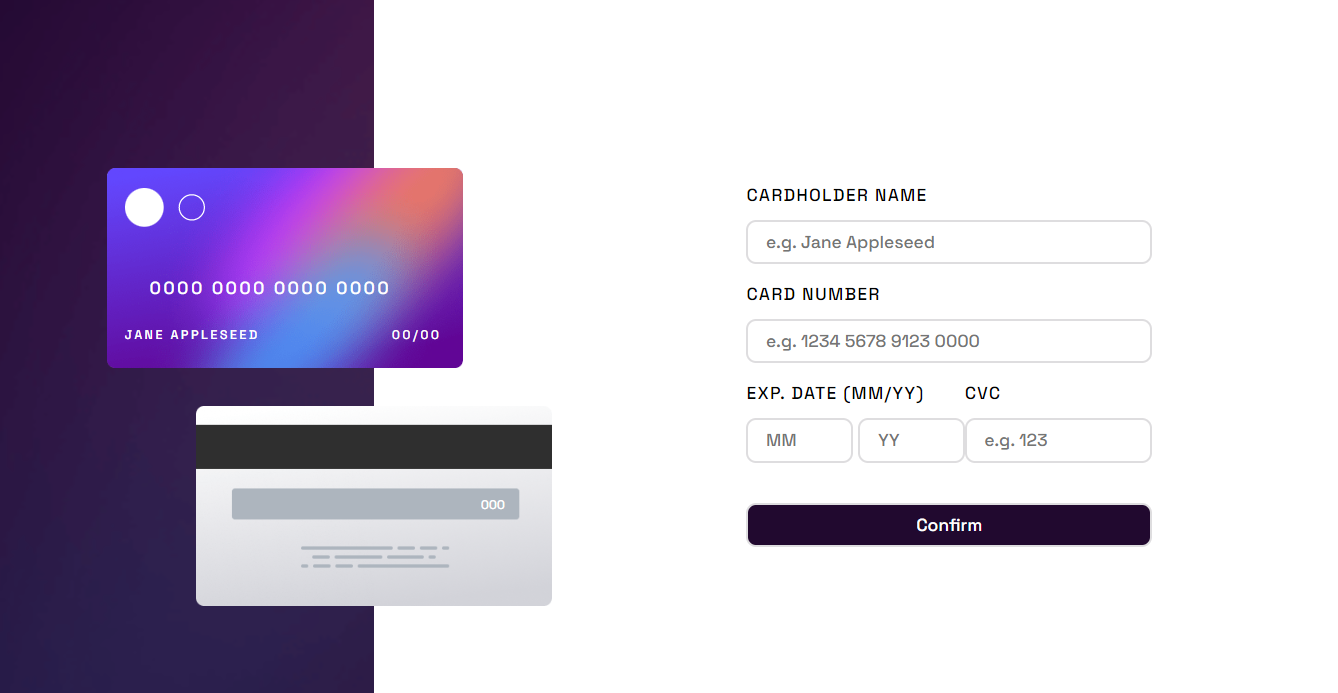 0000 0000 0000 0000
JANE APPLESEED 00/00
000
CARDHOLDER NAME
e.g. Jane Appleseed
CARD NUMBER
e.g. 1234 5678 9123 0000
EXP. DATE (MM/YY) CVC
MM YY e.g. 123
Confirm